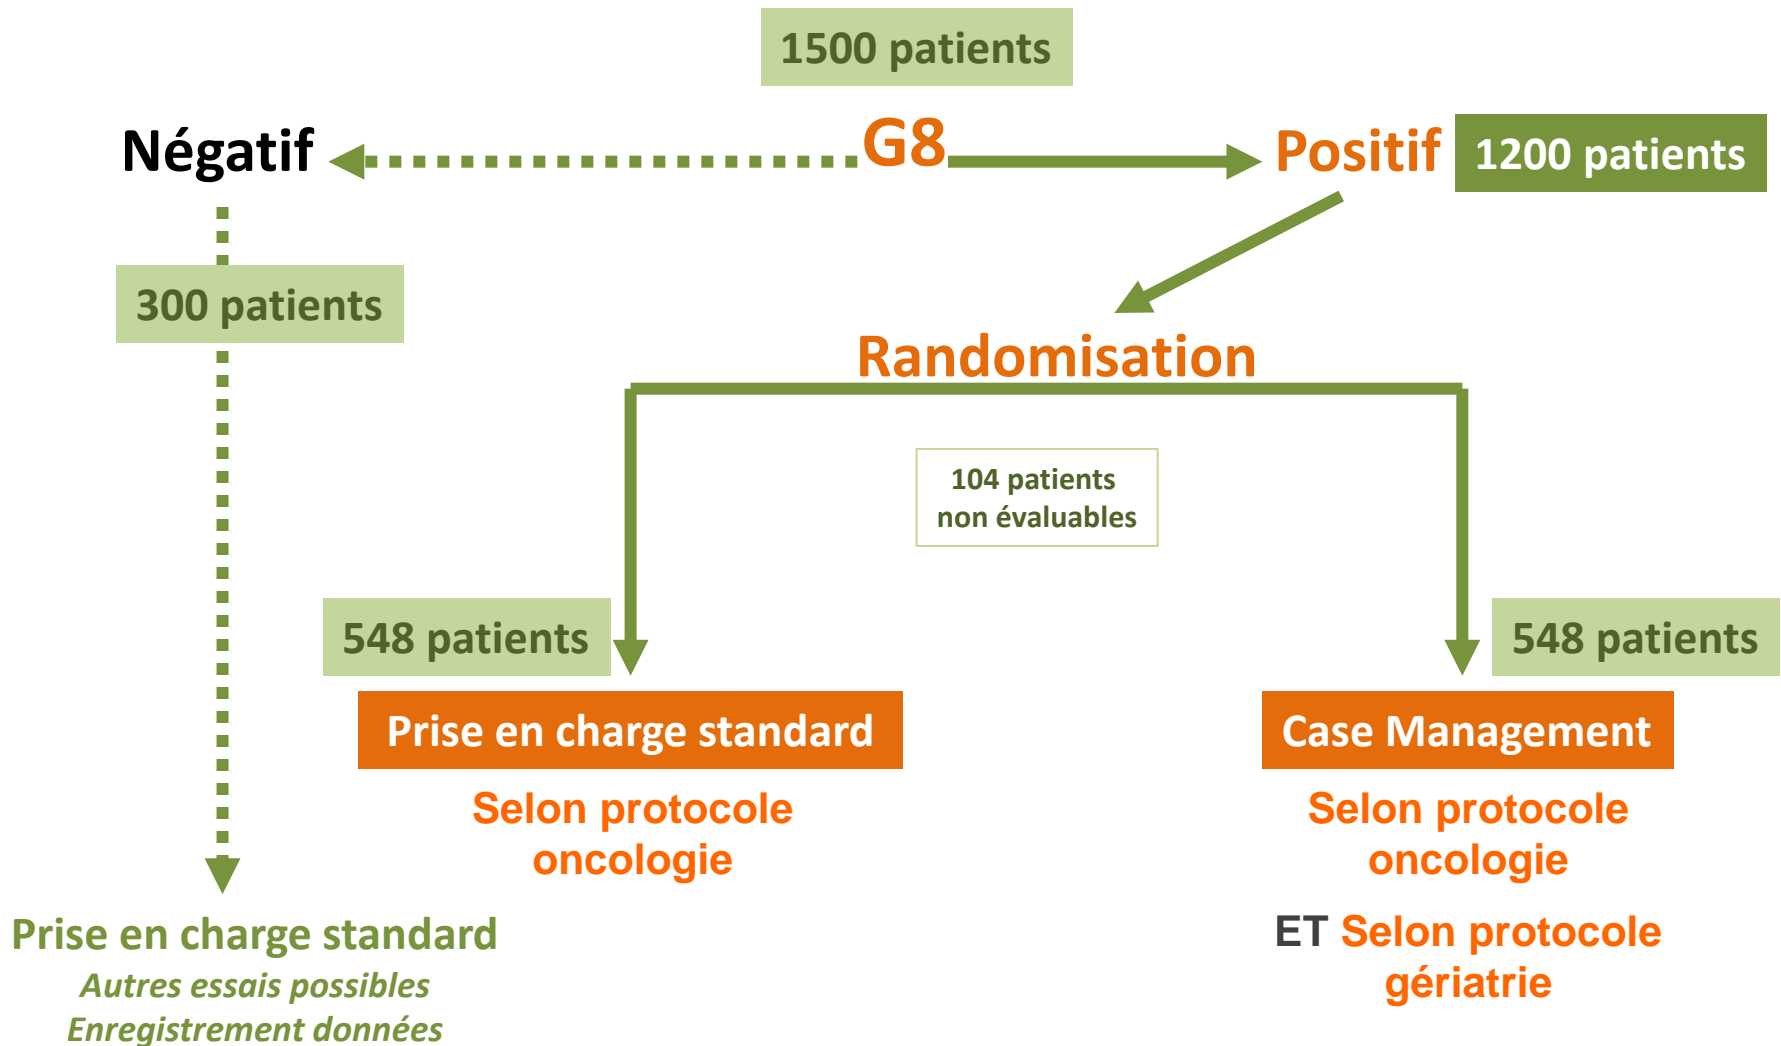 1500 patients
Négatif
G8
Positif
1200 patients
300 patients
Randomisation
104 patients
non évaluables
548 patients
548 patients
Prise en charge standard
Case Management
Selon protocole
oncologie
Selon protocole
oncologie
ET Selon protocole
gériatrie
Prise en charge standard
Autres essais possibles
Enregistrement données